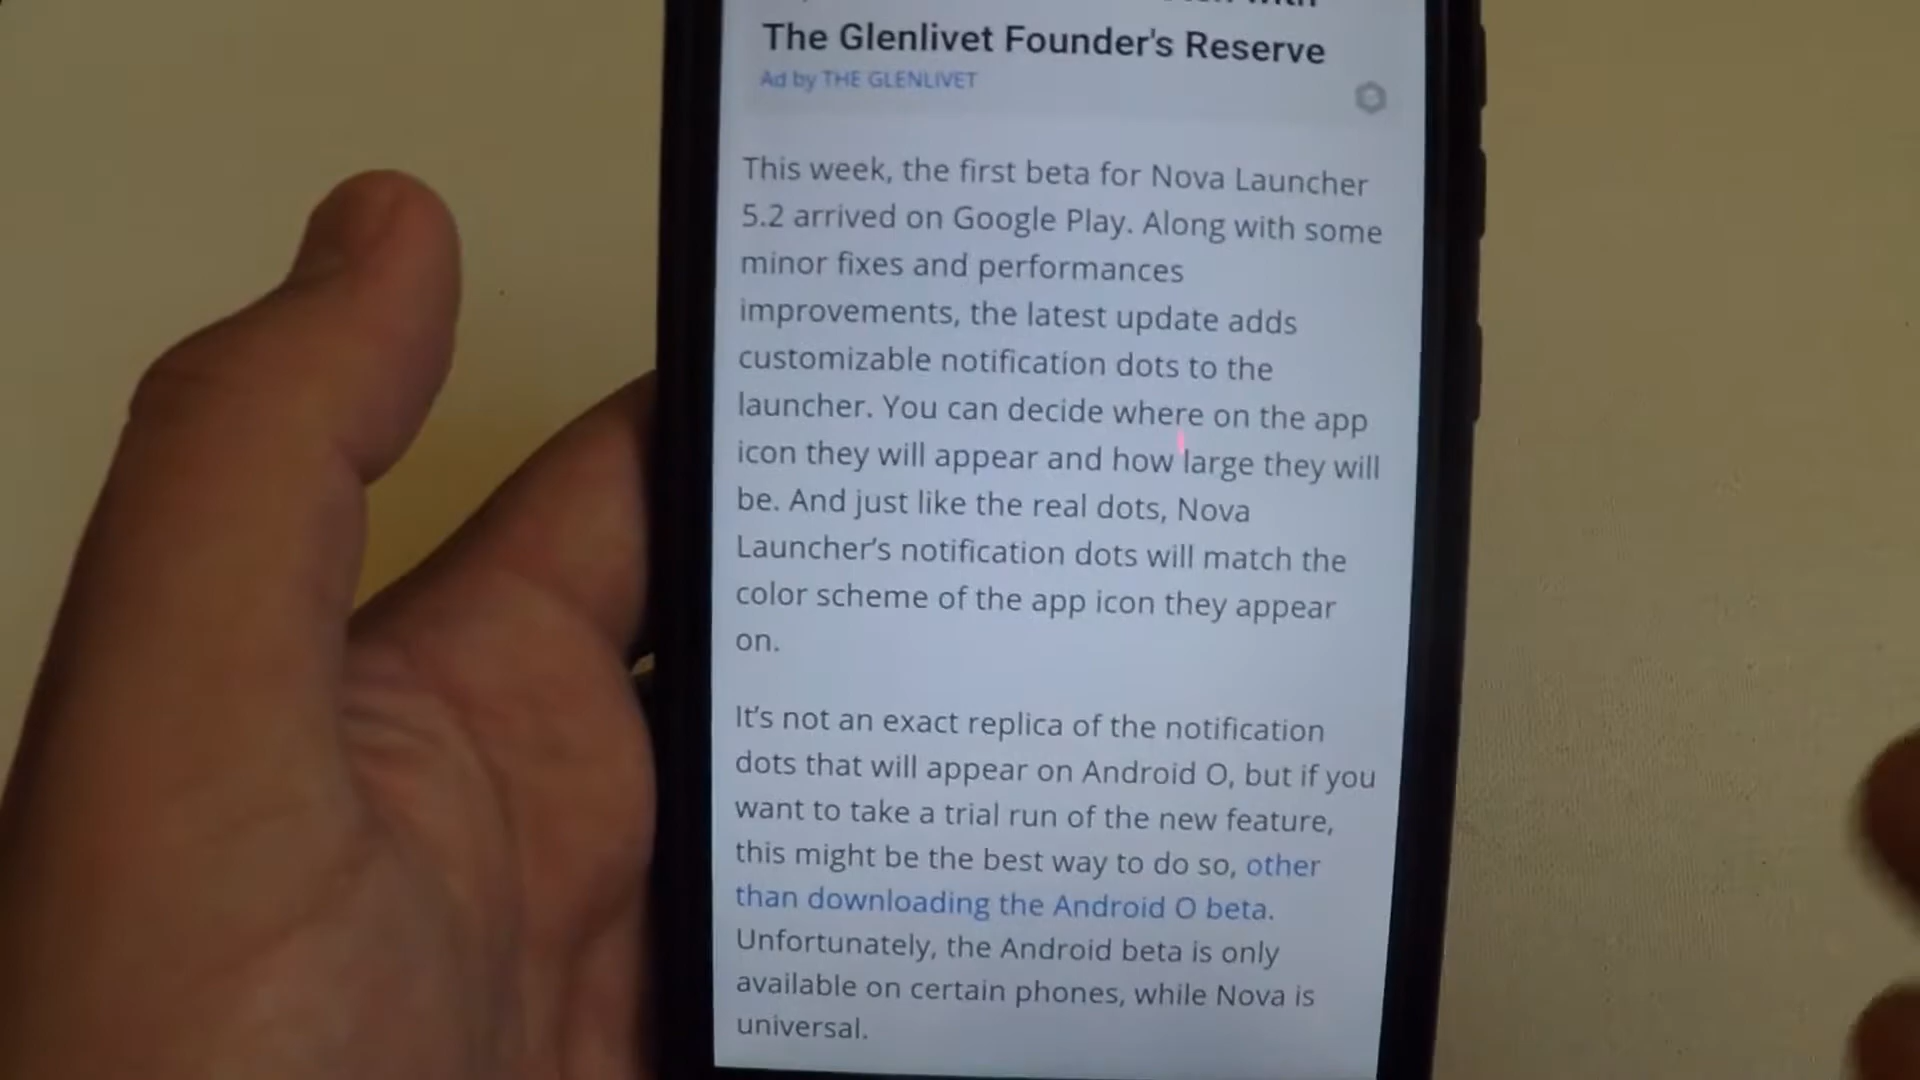 with
The Glenlivet Founder's Reserve
Ad by THE GLENLIVET
This week, the first beta for Nova Launcher
5.2 arrived on Google Play. Along with some
minor fixes and performances
improvements, the latest update adds
customizable notification dots to the
launcher. You can decide where on the app
icon they will appear and how large they will
be. And just like the real dots, Nova
Launcher’s notification dots will match the
color scheme of the app icon they appear
on.
It’s not an exact replica of the notification
dots that will appear on Android O, but if you
want to take a trial run of the new feature,
this might be the best way to do so, other
than downloading the Android O beta.
Unfortunately, the Android beta is only
available on certain phones, while Nova is
universal.